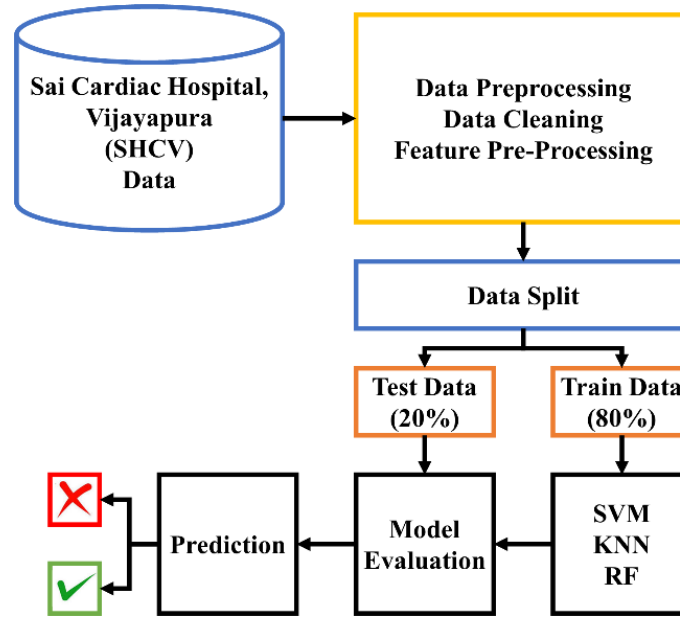 Sai Cardiac Hospital,
Vijayapura
(SHCV)
Data
Data Preprocessing
Data Cleaning
Feature Pre-Processing
Data Split
Test Data
(20%)
Train Data
(80%)
Prediction
Model
Evaluation
SVM
KNN
RF